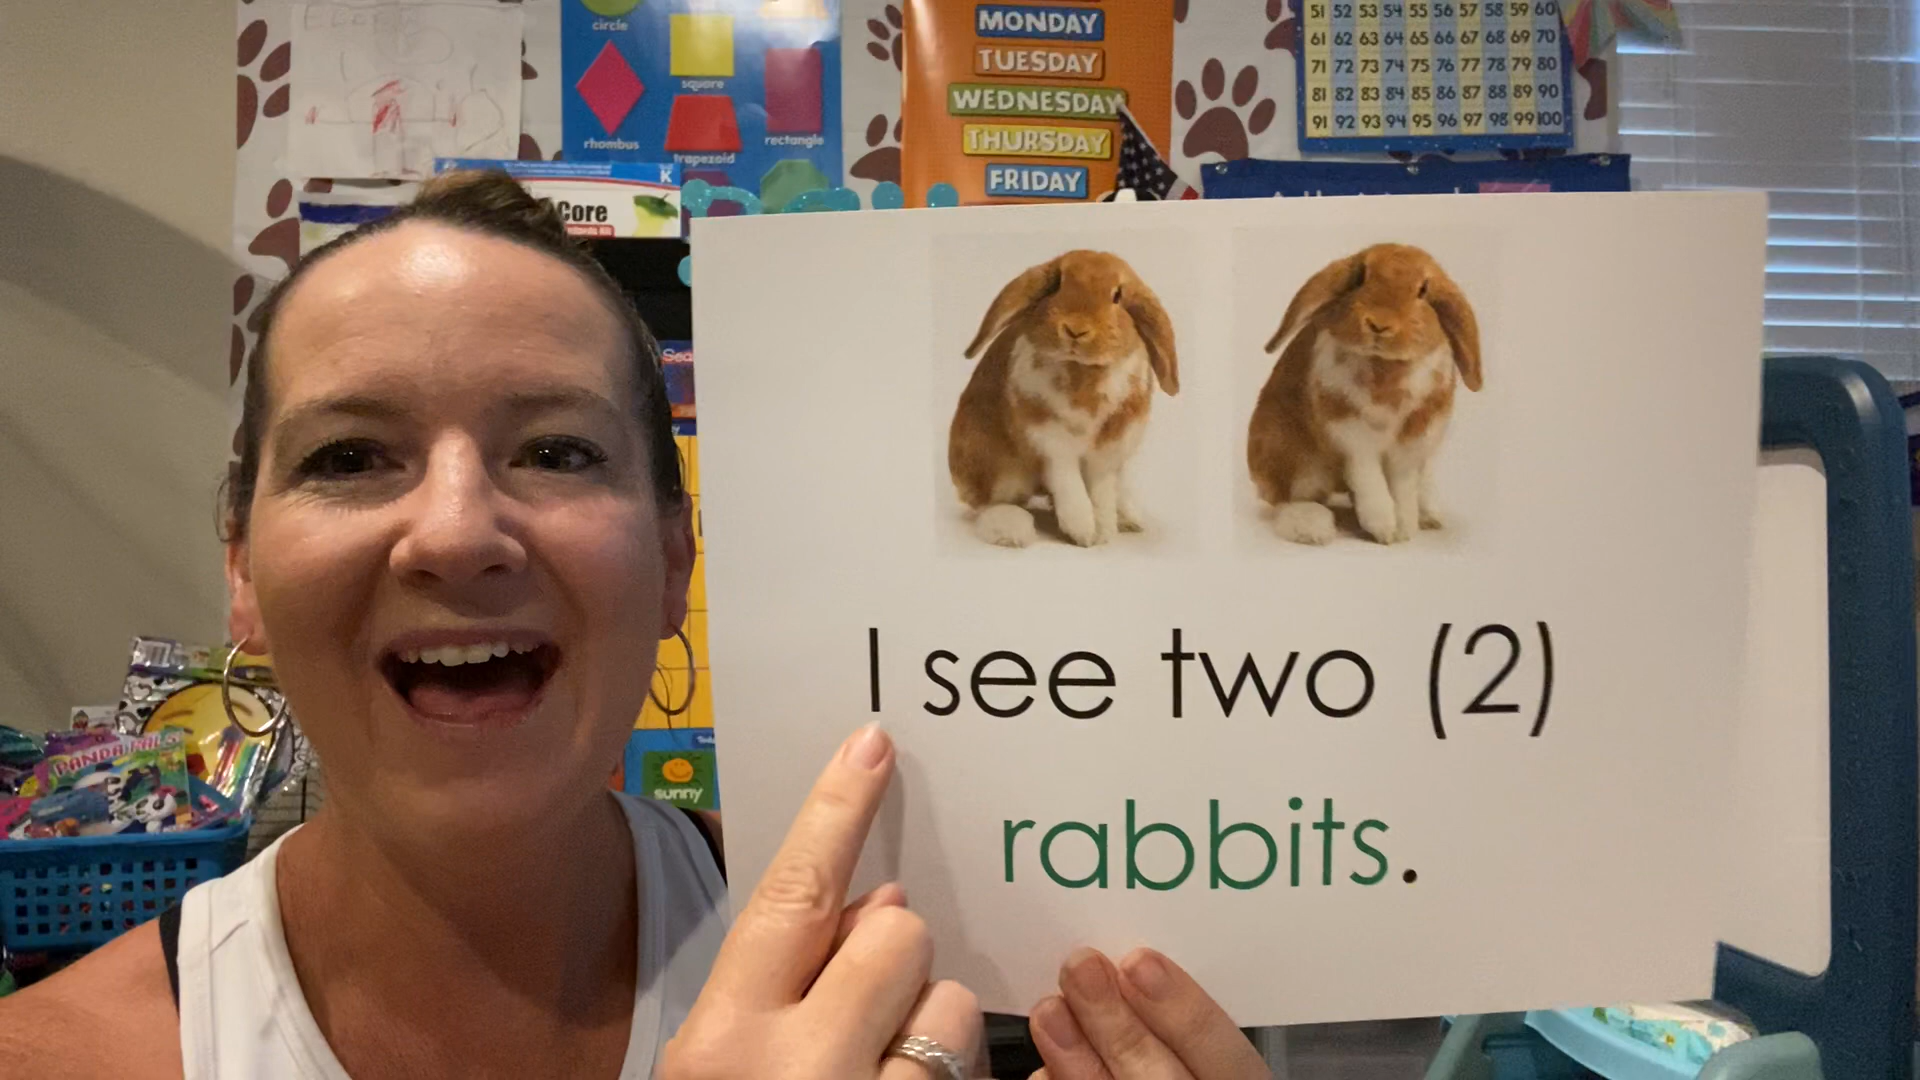 circle
square
rhombus
trapezoid
rectangle
MONDAY
TUESDAY
WEDNESDAY
THURSDAY
FRIDAY
51 52 53 54 55 56 57 58 59 60
61 62 63 64 65 66 67 68 69 70
71 72 73 74 75 76 77 78 79 80
81 82 83 84 85 86 87 88 89 90
91 92 93 94 95 96 97 98 99 100
K
Core
I see two (2)
rabbits.
PANDA PALS!
sunny